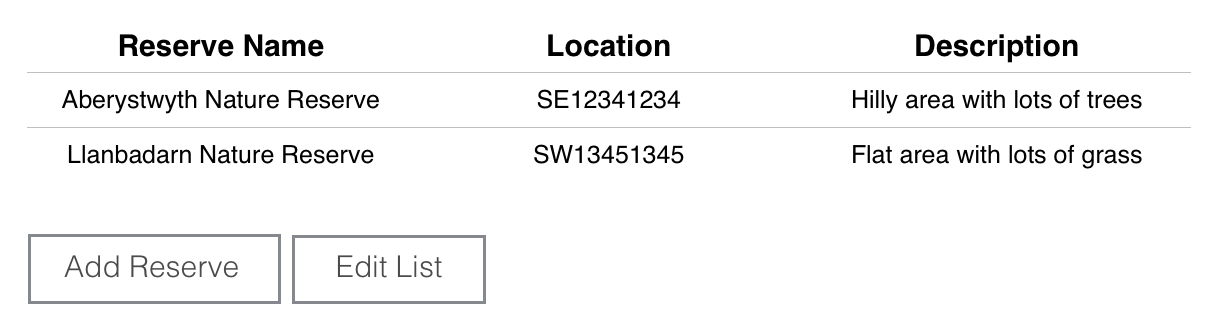 Reserve Name Location Description
Aberystwyth Nature Reserve SE12341234 Hilly area with lots of trees
Llanbadarn Nature Reserve SW13451345 Flat area with lots of grass
Add Reserve Edit List